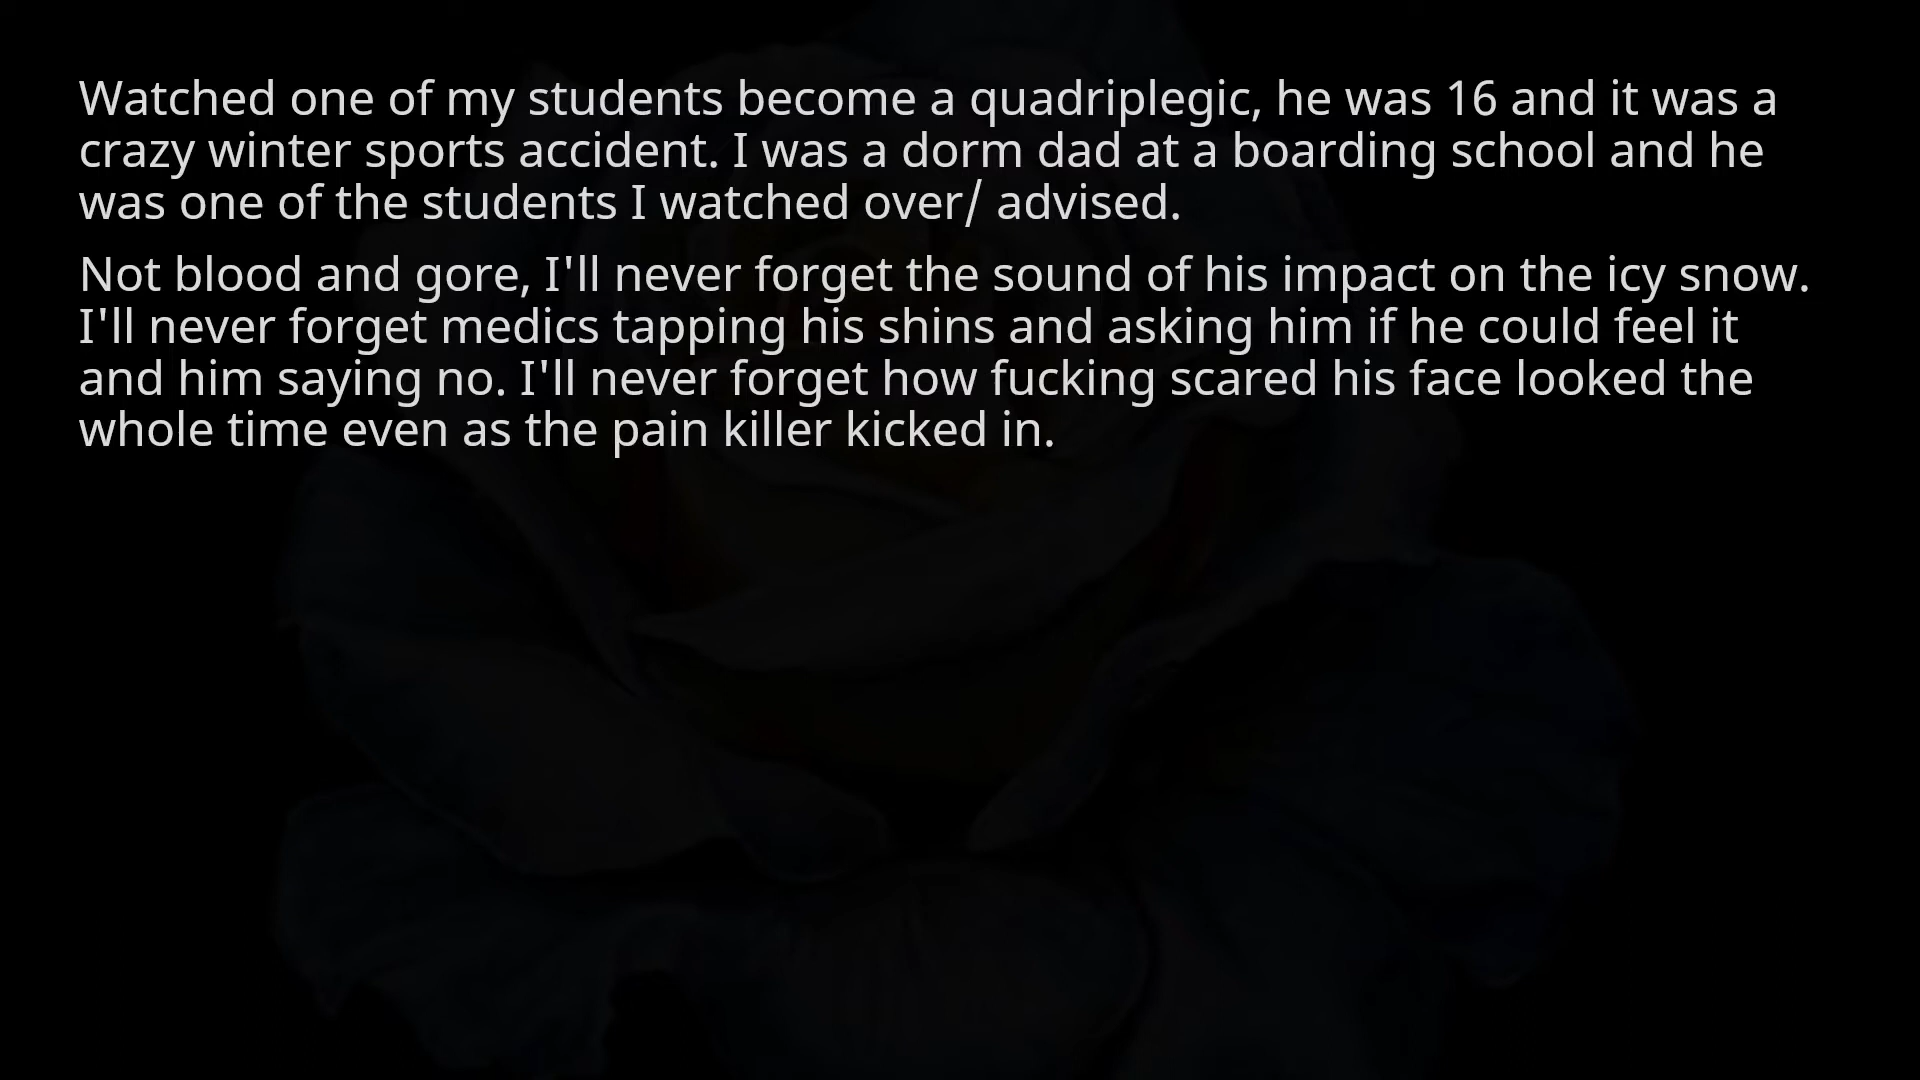 Watched one of my students become a quadriplegic, he was 16 and it was a
crazy winter sports accident. I was a dorm dad at a boarding school and he
was one of the students I watched over/ advised.
Not blood and gore, I'll never forget the sound of his impact on the icy snow.
I'll never forget medics tapping his shins and asking him if he could feel it
and him saying no. I'll never forget how fucking scared his face looked the
whole time even as the pain killer kicked in.